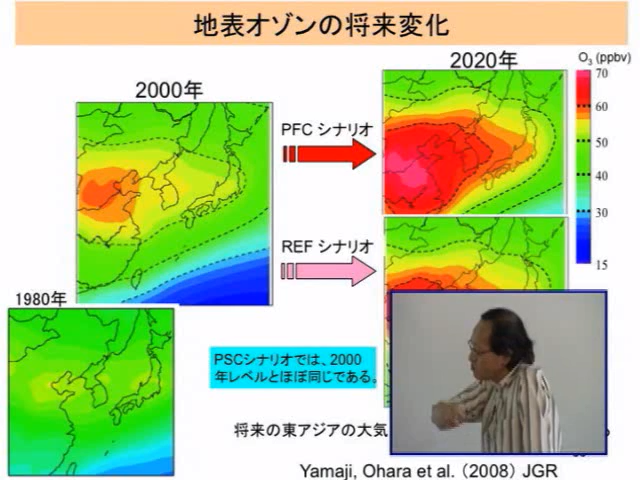 地表オゾンの将来変化
2000年
2020年
O3 (ppbv)
70
60
50
40
30
15
PFC シナリオ
REF シナリオ
1980年
PSCシナリオでは、2000
年レベルとほぼ同じである。
将来の東アジアの大気
Yamaji, Ohara et al. (2008) JGR